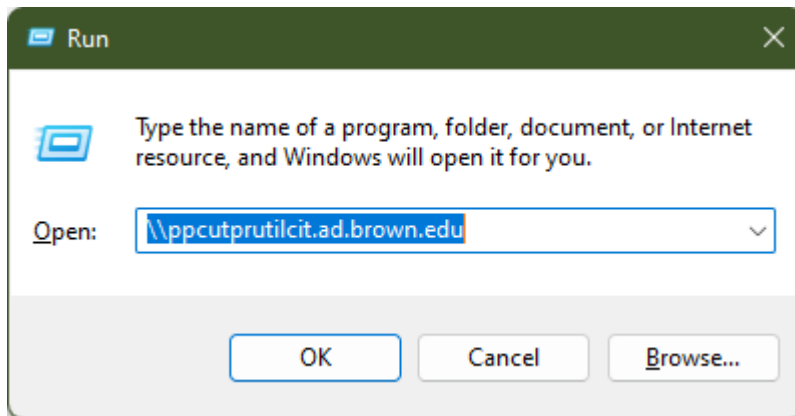 Run
Type the name of a program, folder, document, or Internet
resource, and Windows will open it for you.
Open: \\ppcutprutilcit.ad.brown.edu
OK Cancel Browse...